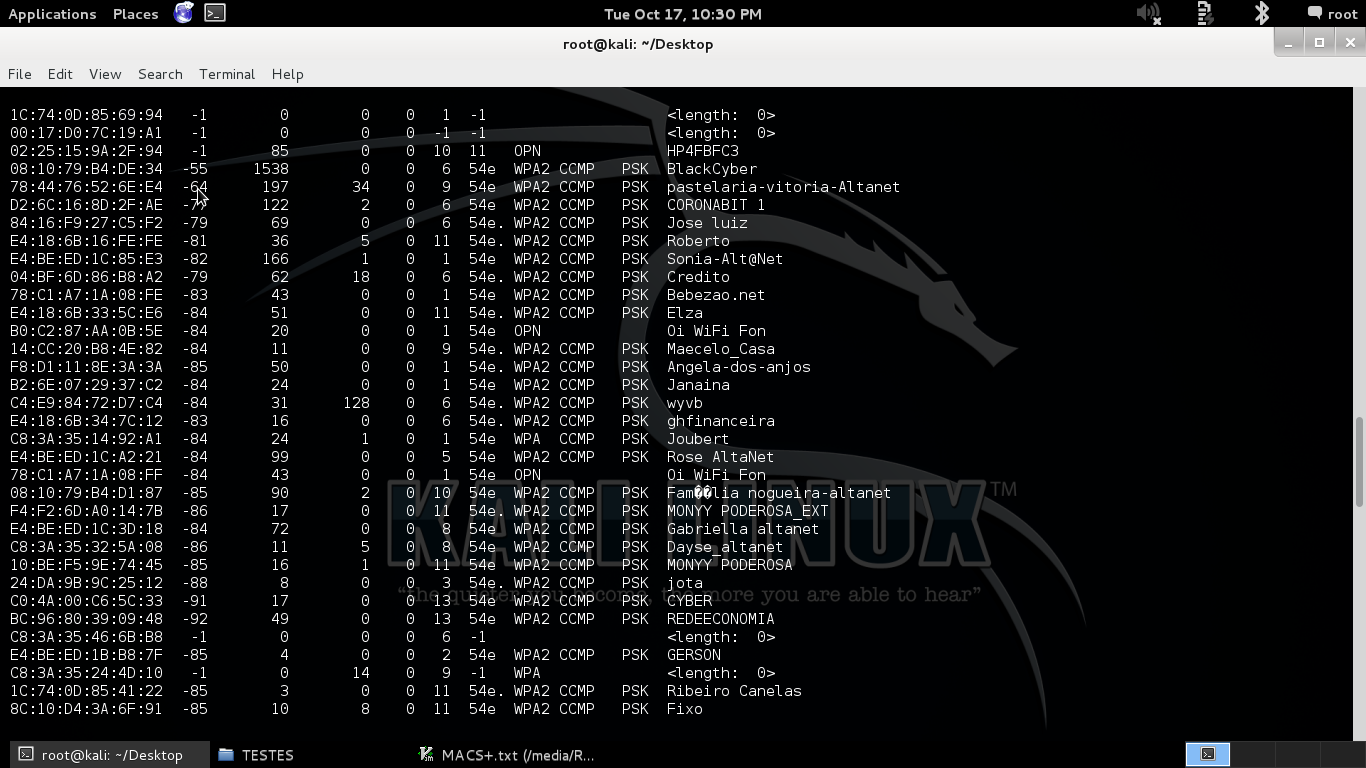 Applications Places Tue Oct 17, 10:30 PM root
root@kali: ~/Desktop
File Edit View Search Terminal Help
1C:74:0D:85:69:94 -1 0 0 0 1 -1 <length: 0>
00:17:D0:7C:19:A1 -1 0 0 0 -1 -1 <length: 0>
02:25:15:9A:2F:94 -1 85 0 0 10 11 OPN HP4FBFC3
08:10:79:B4:DE:34 -55 1538 0 0 6 54e WPA2 CCMP PSK BlackCyber
78:44:76:52:6E:E4 -64 197 34 0 9 54e WPA2 CCMP PSK pastelaria-vitoria-Altanet
D2:6C:16:8D:2F:AE -77 122 2 0 6 54e WPA2 CCMP PSK CORONABIT 1
84:16:F9:27:C5:F2 -79 69 0 0 6 54e. WPA2 CCMP PSK Jose luiz
E4:18:6B:16:FE:FE -81 36 5 0 11 54e. WPA2 CCMP PSK Roberto
E4:BE:ED:1C:85:E3 -82 166 1 0 1 54e WPA2 CCMP PSK Sonia-Alt@Net
04:BF:6D:86:B8:A2 -79 62 18 0 6 54e. WPA2 CCMP PSK Credito
78:C1:A7:1A:08:FE -83 43 0 0 1 54e WPA2 CCMP PSK Bebezao.net
E4:18:6B:33:5C:E6 -84 51 0 0 11 54e. WPA2 CCMP PSK Elza
B0:C2:87:AA:0B:5E -84 20 0 0 1 54e OPN Oi WiFi Fon
14:CC:20:B8:4E:82 -84 11 0 0 9 54e. WPA2 CCMP PSK Maecelo_Casa
F8:D1:11:8E:3A:3A -85 50 0 0 1 54e. WPA2 CCMP PSK Angela-dos-anjos
B2:6E:07:29:37:C2 -84 24 0 0 1 54e WPA2 CCMP PSK Janaina
C4:E9:84:72:D7:C4 -84 31 128 0 6 54e. WPA2 CCMP PSK wyvb
E4:18:6B:34:7C:12 -83 16 0 0 6 54e. WPA2 CCMP PSK ghfinanceira
C8:3A:35:14:92:A1 -84 24 1 0 1 54e WPA CCMP PSK Joubert
E4:BE:ED:1C:A2:21 -84 99 0 0 5 54e WPA2 CCMP PSK Rose AltaNet
78:C1:A7:1A:08:FF -84 43 0 0 1 54e OPN Oi WiFi Fon
08:10:79:B4:D1:87 -85 90 2 0 10 54e WPA2 CCMP PSK Fam��lia nogueira-altanet
F4:F2:6D:A0:14:7B -86 17 0 0 11 54e. WPA2 CCMP PSK MONYY PODEROSA_EXT
E4:BE:ED:1C:3D:18 -84 72 0 0 8 54e WPA2 CCMP PSK Gabriella altanet
C8:3A:35:32:5A:08 -86 11 5 0 8 54e WPA2 CCMP PSK Dayse_altanet
10:BE:F5:9E:74:45 -85 16 1 0 11 54e WPA2 CCMP PSK MONYY PODEROSA
24:DA:9B:9C:25:12 -88 8 0 0 3 54e. WPA2 CCMP PSK jota
C0:4A:00:C6:5C:33 -91 17 0 0 13 54e WPA2 CCMP PSK CYBER
BC:96:80:39:09:48 -92 49 0 0 13 54e WPA2 CCMP PSK REDEECONOMIA
C8:3A:35:46:6B:B8 -1 0 0 0 6 -1 <length: 0>
E4:BE:ED:1B:B8:7F -85 4 0 0 2 54e WPA2 CCMP PSK GERSON
C8:3A:35:24:4D:10 -1 0 14 0 9 -1 WPA <length: 0>
1C:74:0D:85:41:22 -85 3 0 0 11 54e. WPA2 CCMP PSK Ribeiro Canelas
8C:10:D4:3A:6F:91 -85 10 8 0 11 54e WPA2 CCMP PSK Fixo
KALI LINUX TM
“the quieter you become, the more you are able to hear”
root@kali: ~/Desktop TESTES MACS+.txt (/media/R...